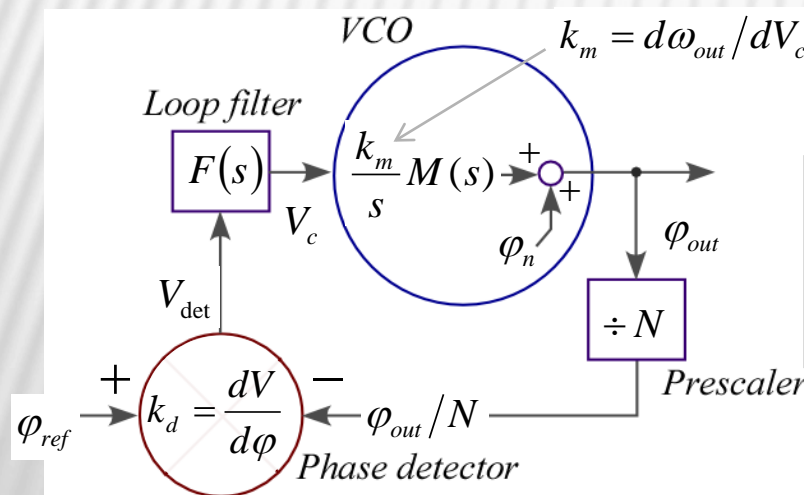 VCO
k_m = dω_out/dV_c
Loop filter
F(s)
k_m/s M(s)
+
+
V_c
φ_n
φ_out
V_det
÷ N
Prescaler
+
k_d = dV/dφ
−
φ_out/N
φ_ref
Phase detector